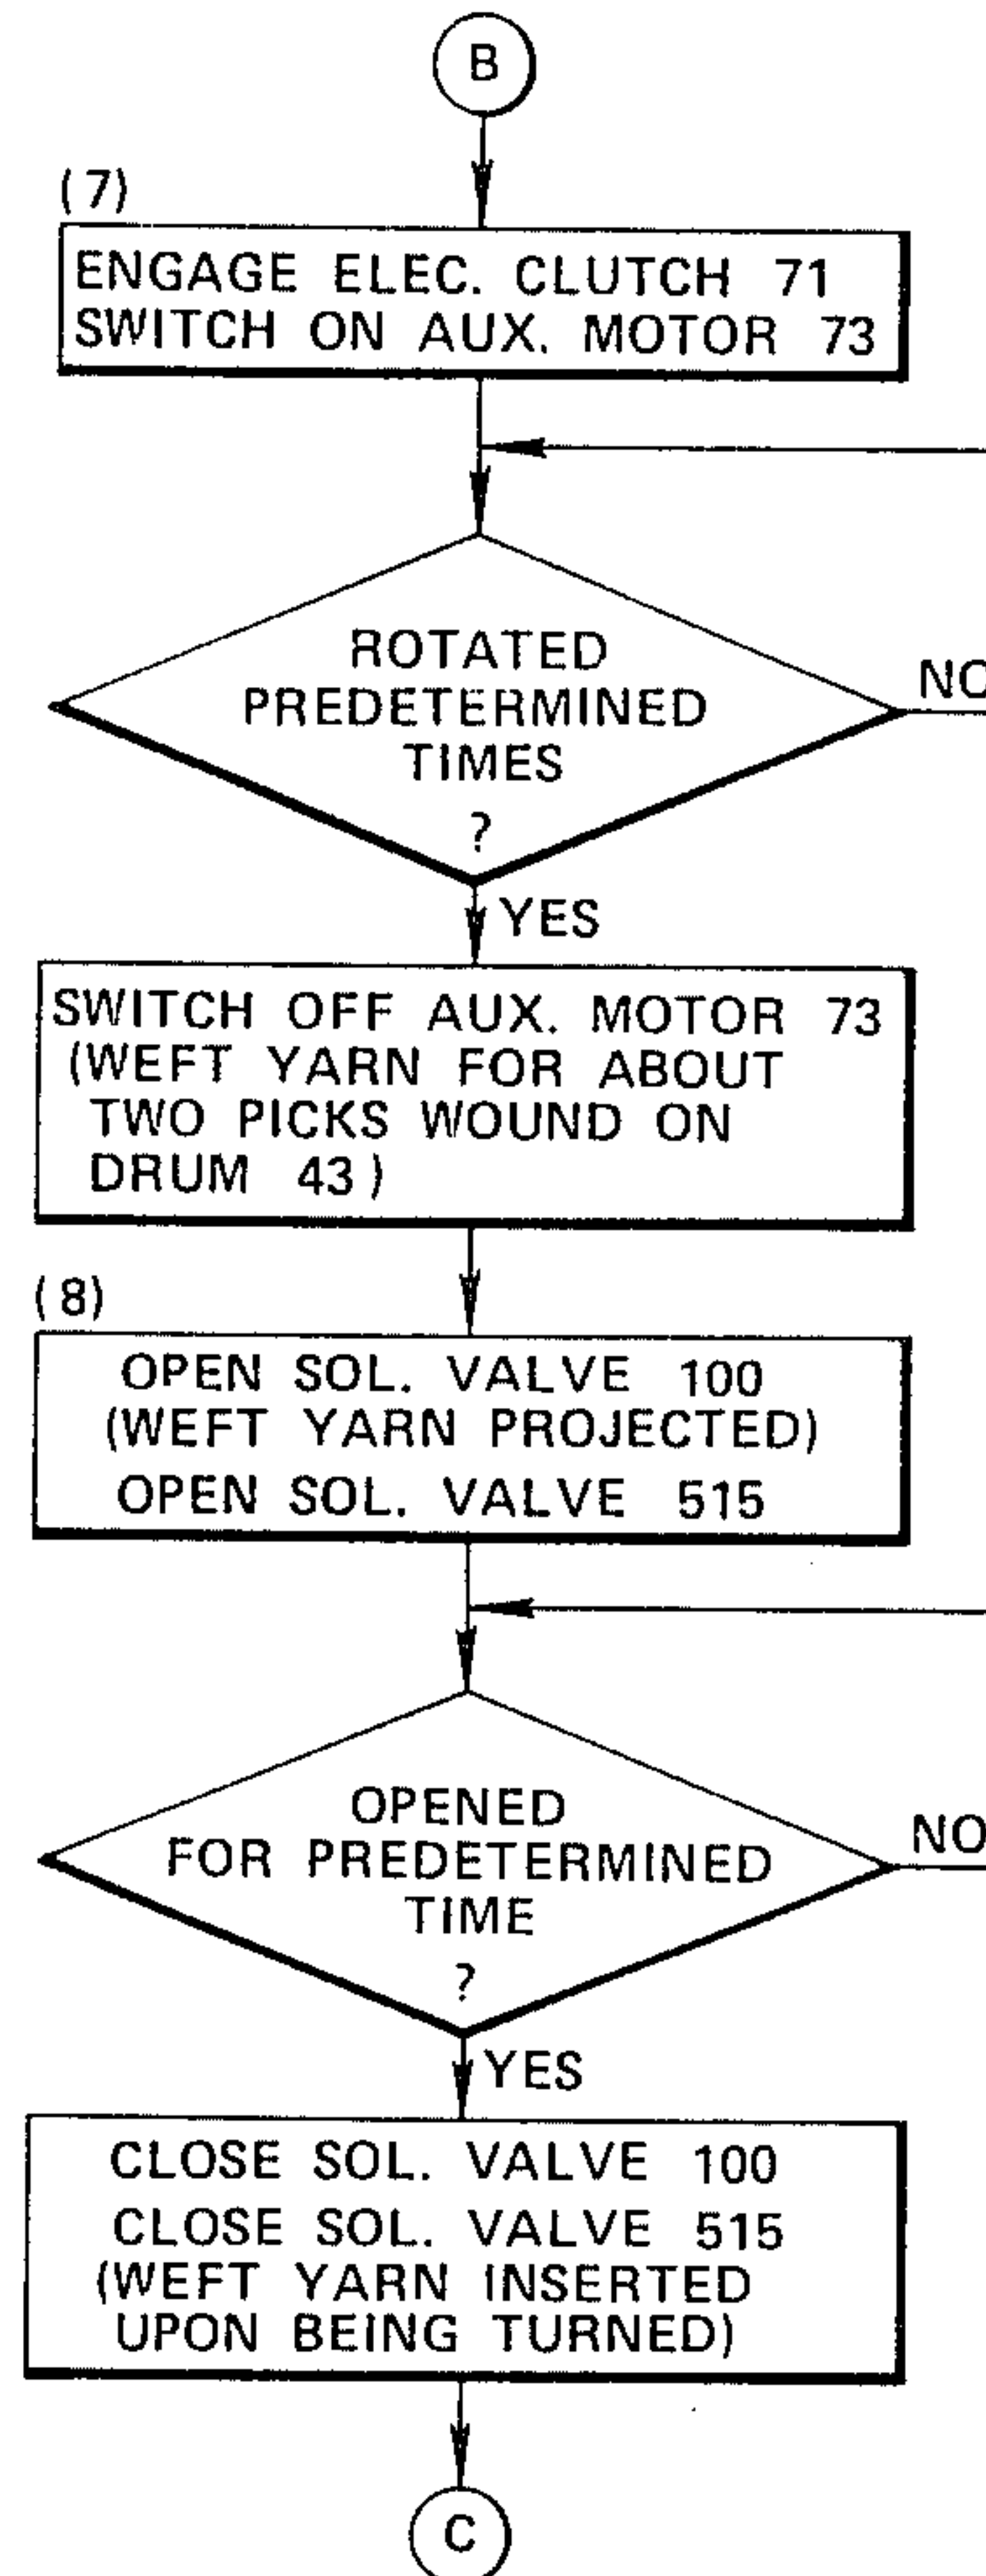 B
(7)
ENGAGE ELEC. CLUTCH 71
SWITCH ON AUX. MOTOR 73
ROTATED
PREDETERMINED
TIMES
?
NO
YES
SWITCH OFF AUX. MOTOR 73
(WEFT YARN FOR ABOUT
TWO PICKS WOUND ON
DRUM 43)
(8)
OPEN SOL. VALVE 100
(WEFT YARN PROJECTED)
OPEN SOL. VALVE 515
OPENED
FOR PREDETERMINED
TIME
?
NO
YES
CLOSE SOL. VALVE 100
CLOSE SOL. VALVE 515
(WEFT YARN INSERTED
UPON BEING TURNED)
C